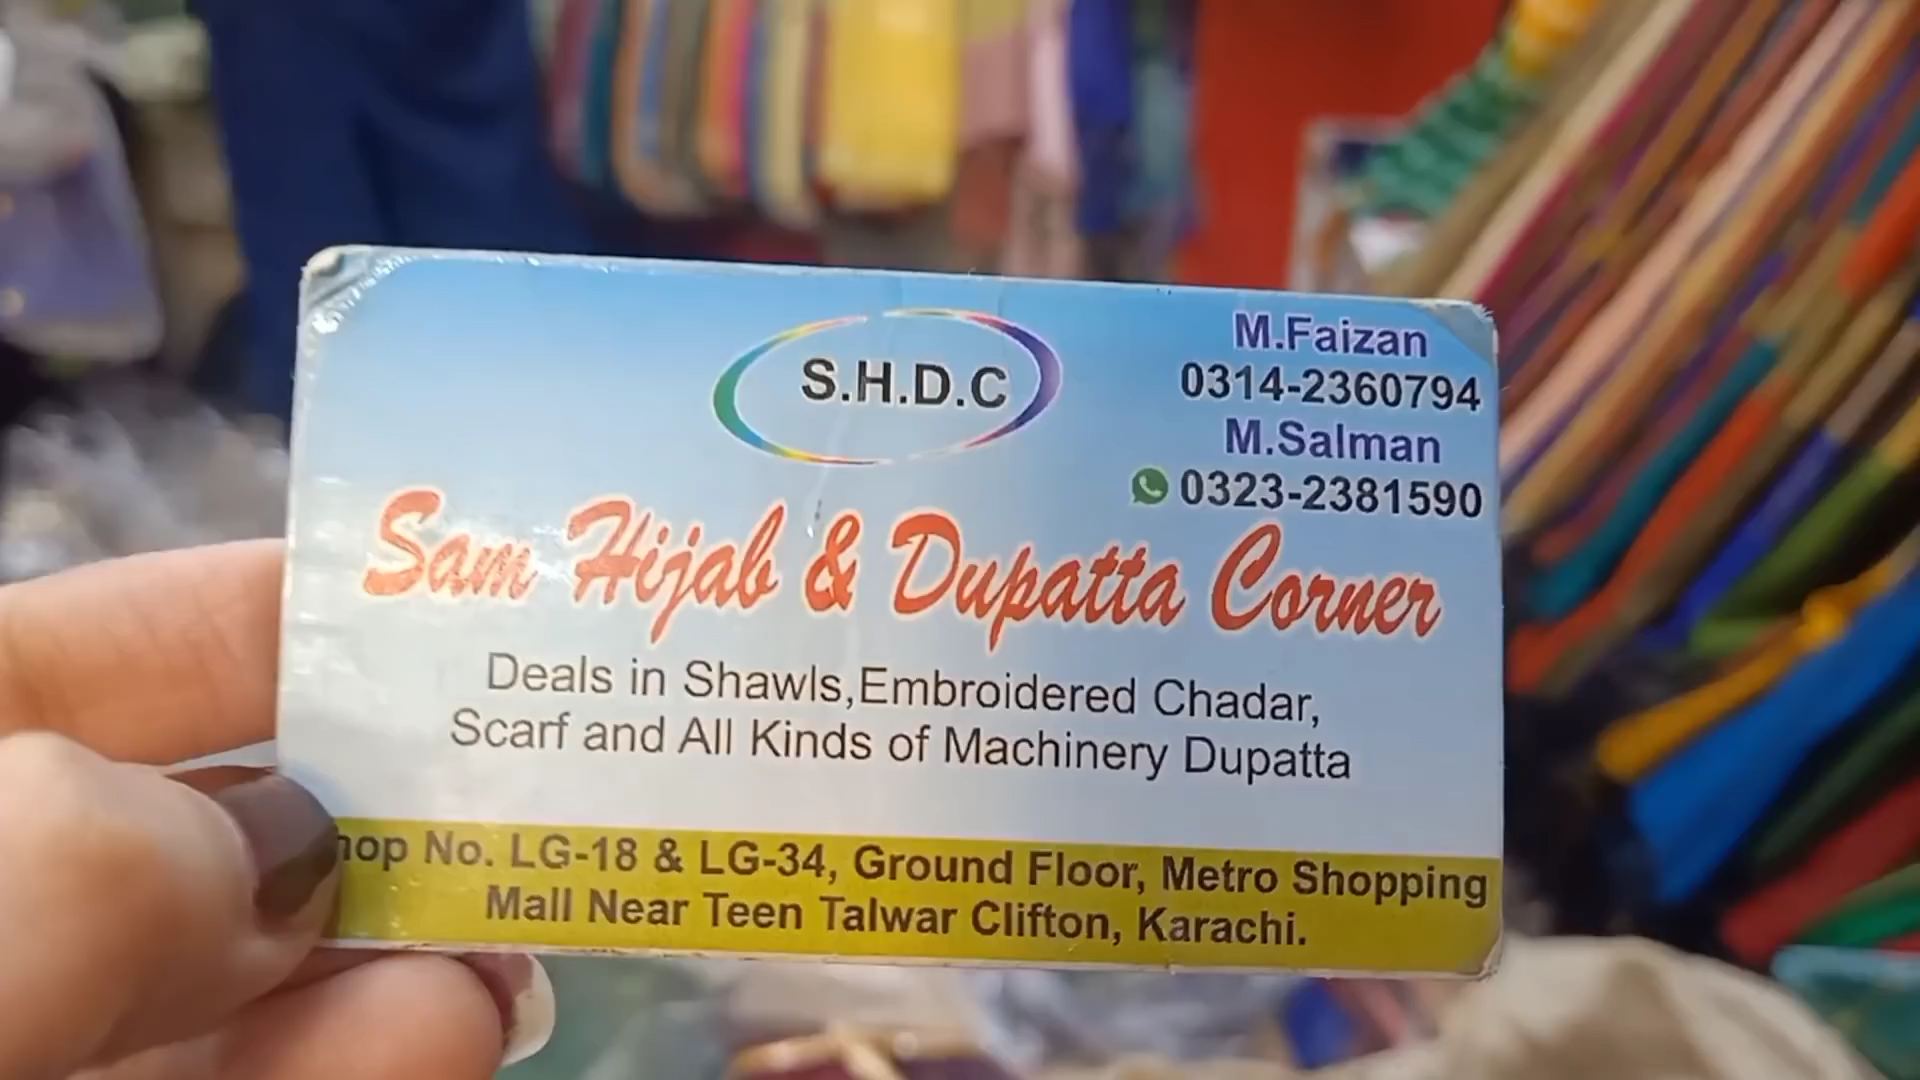 S.H.D.C
M.Faizan
0314-2360794
M.Salman
0323-2381590
Sam Hijab & Dupatta Corner
Deals in Shawls,Embroidered Chadar,
Scarf and All Kinds of Machinery Dupatta
hop No. LG-18 & LG-34, Ground Floor, Metro Shopping
Mall Near Teen Talwar Clifton, Karachi.